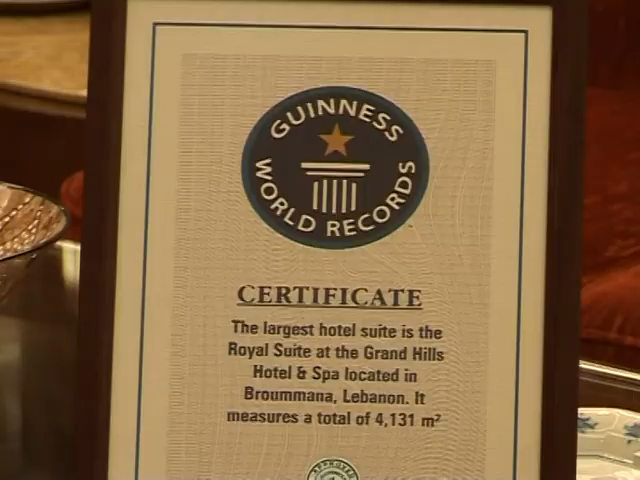 GUINNESS
WORLD RECORDS
CERTIFICATE
The largest hotel suite is the
Royal Suite at the Grand Hills
Hotel & Spa located in
Broummana, Lebanon. It
measures a total of 4,131 m²
APPROVED